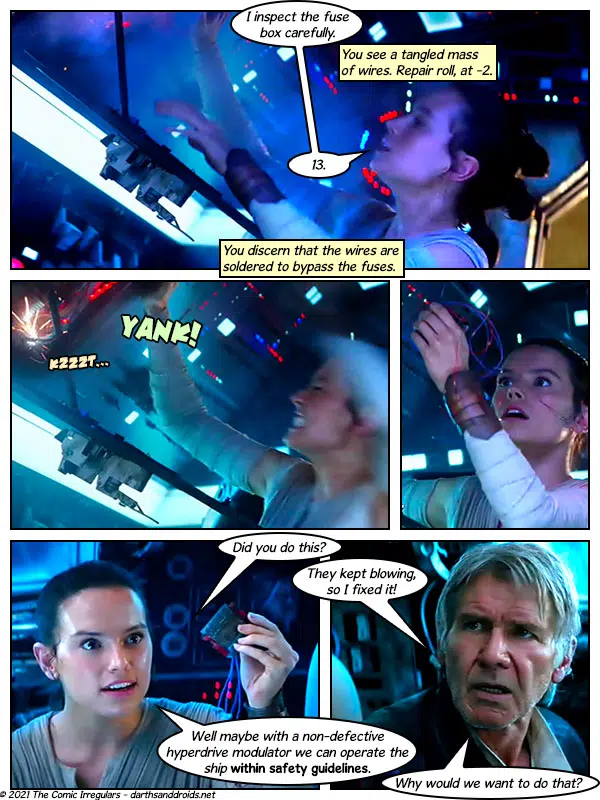 I inspect the fuse
box carefully.
You see a tangled mass
of wires. Repair roll, at -2.
13.
You discern that the wires are
soldered to bypass the fuses.
YANK!
KZZZT...
Did you do this?
They kept blowing,
so I fixed it!
Well maybe with a non-defective
hyperdrive modulator we can operate the
ship within safety guidelines.
Why would we want to do that?
© 2021 The Comic Irregulars - darthsanddroids.net